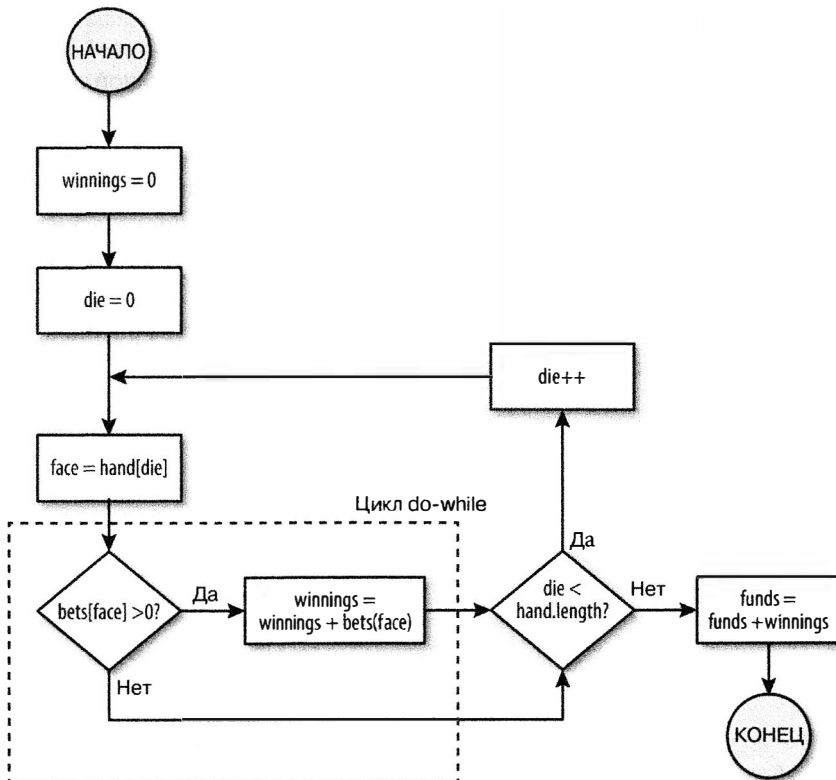 НАЧАЛО
winnings = 0
die = 0
die++
face = hand[die]
Цикл do-while
bets[face] >0?
Да
winnings =
winnings + bets(face)
Да
die <
hand.length?
Нет
funds =
funds +winnings
Нет
КОНЕЦ